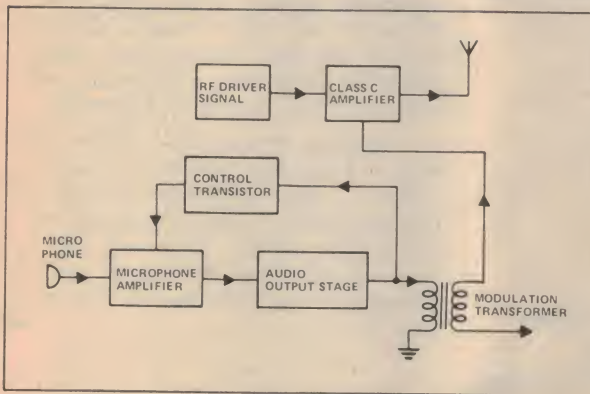 RF DRIVER
SIGNAL
CLASS C
AMPLIFIER
CONTROL
TRANSISTOR
MICRO
PHONE
MICROPHONE
AMPLIFIER
AUDIO
OUTPUT STAGE
MODULATION
TRANSFORMER